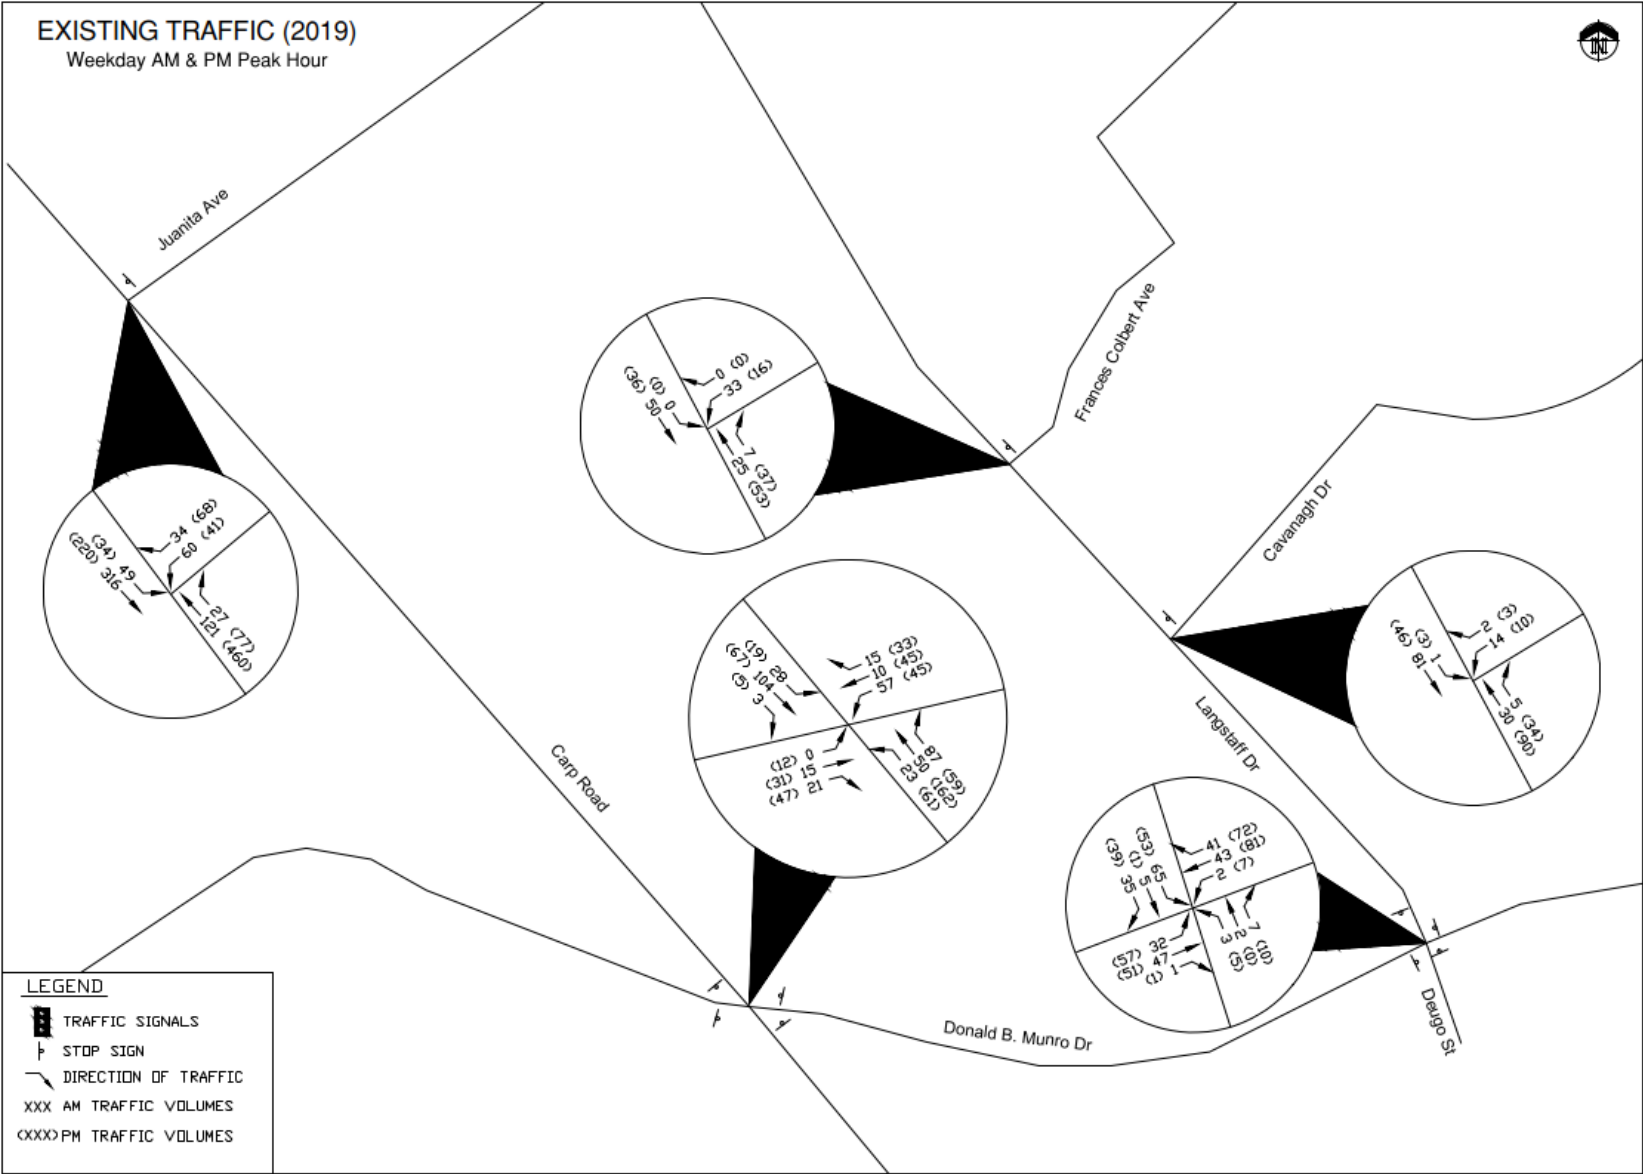 EXISTING TRAFFIC (2019)
Weekday AM & PM Peak Hour
N
Juanita Ave
Frances Colbert Ave
Cavanagh Dr
Langstaff Dr
Carp Road
Donald B. Munro Dr
Deugo St
34 (68)
60 (41)
(34) 49
(220) 316
27 (77)
121 (460)
0 (0)
33 (16)
(0) 0
(36) 50
7 (37)
25 (53)
15 (33)
10 (45)
57 (45)
(19) 28
(67) 104
(5) 3
(12) 0
(31) 15
(47) 21
87 (59)
50 (162)
23 (61)
2 (3)
14 (10)
(3) 1
(46) 81
5 (34)
30 (90)
41 (72)
43 (81)
2 (7)
(53) 65
(1) 5
(39) 35
(57) 32
(51) 47
(1) 1
7 (10)
2 (0)
3 (5)
LEGEND
TRAFFIC SIGNALS
STOP SIGN
DIRECTION OF TRAFFIC
XXX AM TRAFFIC VOLUMES
(XXX) PM TRAFFIC VOLUMES